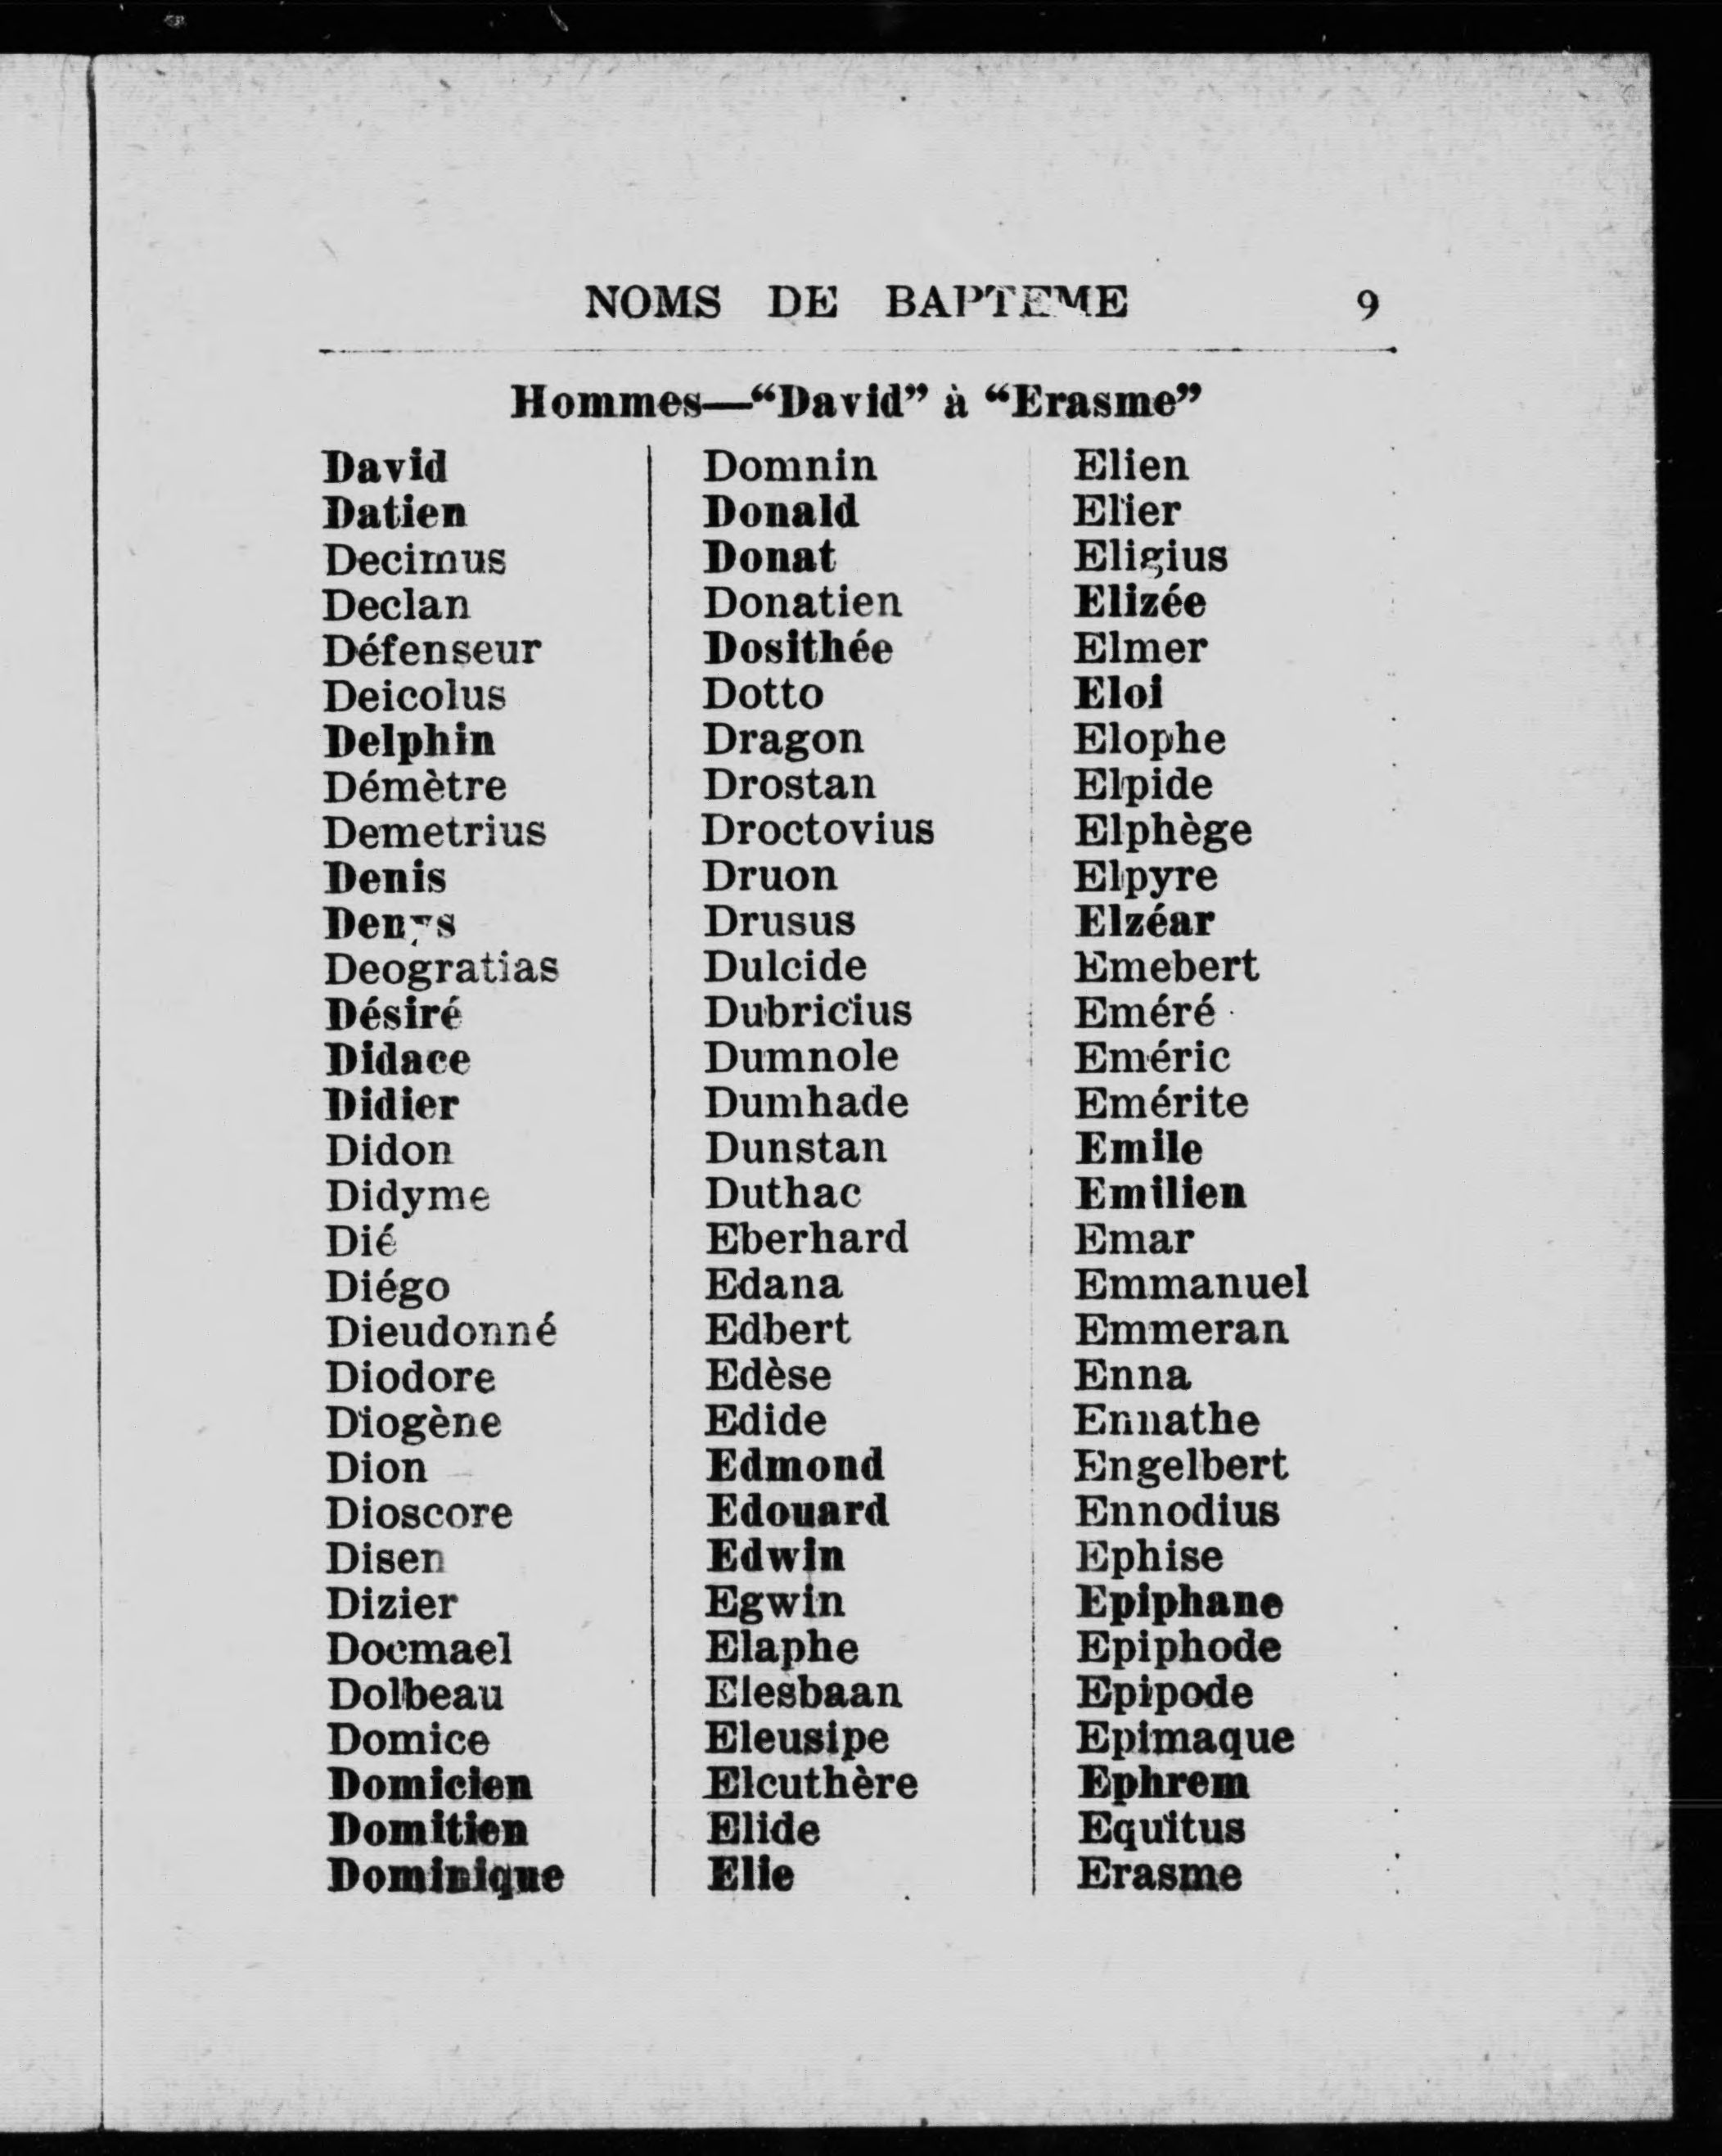 NOMS DE BAPTEME 9
Hommes—“David” à “Erasme”
David
Datien
Decimus
Declan
Défenseur
Deicolus
Delphin
Démètre
Demetrius
Denis
Denys
Deogratias
Désiré
Didace
Didier
Didon
Didyme
Dié
Diégo
Dieudonné
Diodore
Diogène
Dion
Dioscore
Disen
Dizier
Docmael
Dolbeau
Domice
Domicien
Domitien
Dominique
Domnin
Donald
Donat
Donatien
Dosithée
Dotto
Dragon
Drostan
Droctovius
Druon
Drusus
Dulcide
Dubricius
Dumnole
Dumhade
Dunstan
Duthac
Eberhard
Edana
Edbert
Edèse
Edide
Edmond
Edouard
Edwin
Egwin
Elaphe
Elesbaan
Eleusipe
Elcuthère
Elide
Elie
Elien
Elier
Eligius
Elizée
Elmer
Eloi
Elophe
Elpide
Elphège
Elpyre
Elzéar
Emebert
Eméré
Eméric
Emérite
Emile
Emilien
Emar
Emmanuel
Emmeran
Enna
Ennathe
Engelbert
Ennodius
Ephise
Epiphane
Epiphode
Epipode
Epimaque
Ephrem
Equitus
Erasme